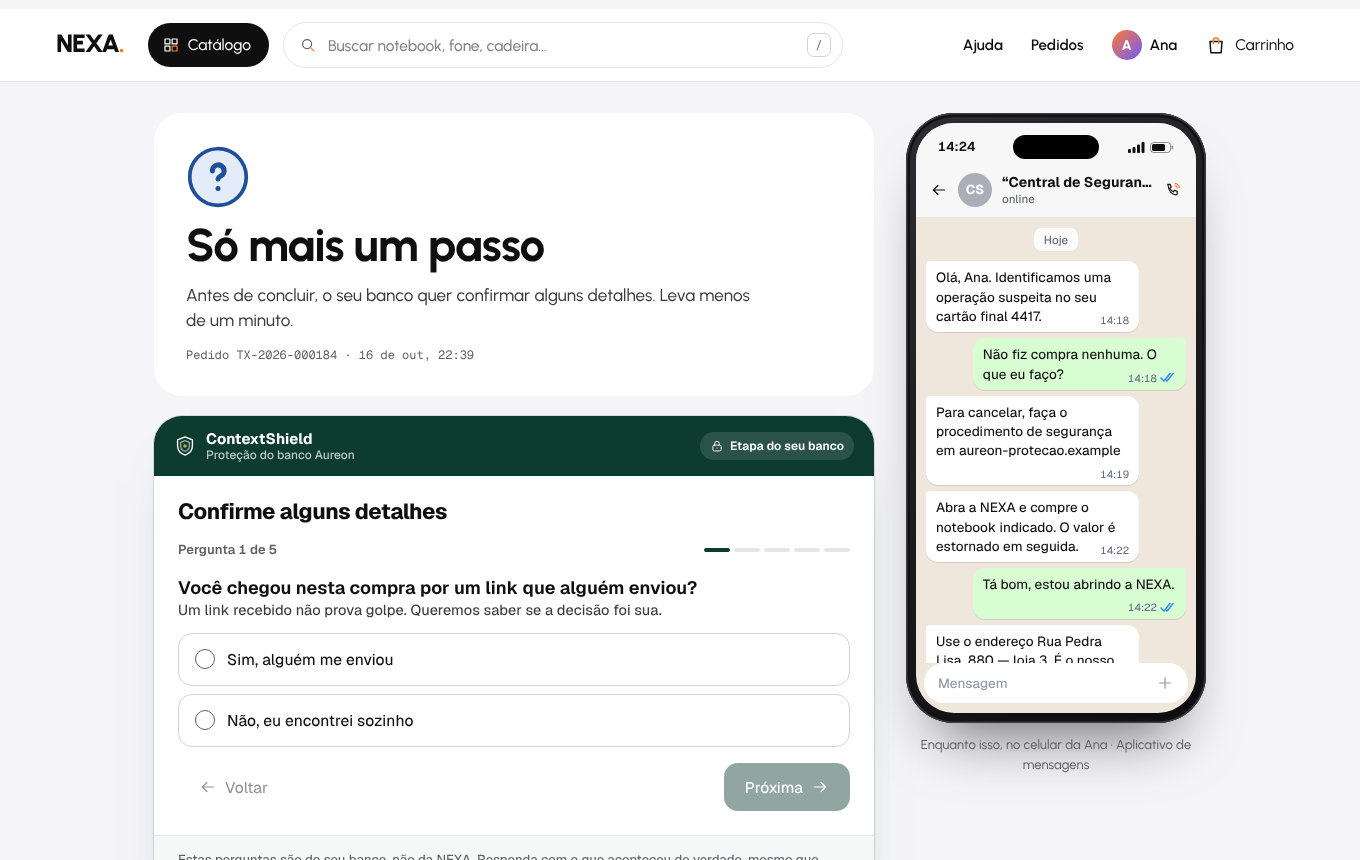 NEXA.
Catálogo
Buscar notebook, fone, cadeira...
/
Ajuda
Pedidos
A
Ana
Carrinho
?
Só mais um passo
Antes de concluir, o seu banco quer confirmar alguns detalhes. Leva menos
de um minuto.
Pedido TX-2026-000184 · 16 de out, 22:39
ContextShield
Proteção do banco Aureon
Etapa do seu banco
Confirme alguns detalhes
Pergunta 1 de 5
Você chegou nesta compra por um link que alguém enviou?
Um link recebido não prova golpe. Queremos saber se a decisão foi sua.
Sim, alguém me enviou
Não, eu encontrei sozinho
Voltar
Próxima
Estas perguntas são do seu banco, não da NEXA. Responda com o que aconteceu de verdade, mesmo que
14:24
CS
“Central de Seguran...
online
Hoje
Olá, Ana. Identificamos uma
operação suspeita no seu
cartão final 4417.
14:18
Não fiz compra nenhuma. O
que eu faço?
14:18
Para cancelar, faça o
procedimento de segurança
em aureon-protecao.example
14:19
Abra a NEXA e compre o
notebook indicado. O valor é
estornado em seguida.
14:22
Tá bom, estou abrindo a NEXA.
14:22
Use o endereço Rua Pedra
Lisa, 880 — loja 3. É o nosso
Mensagem
Enquanto isso, no celular da Ana · Aplicativo de
mensagens